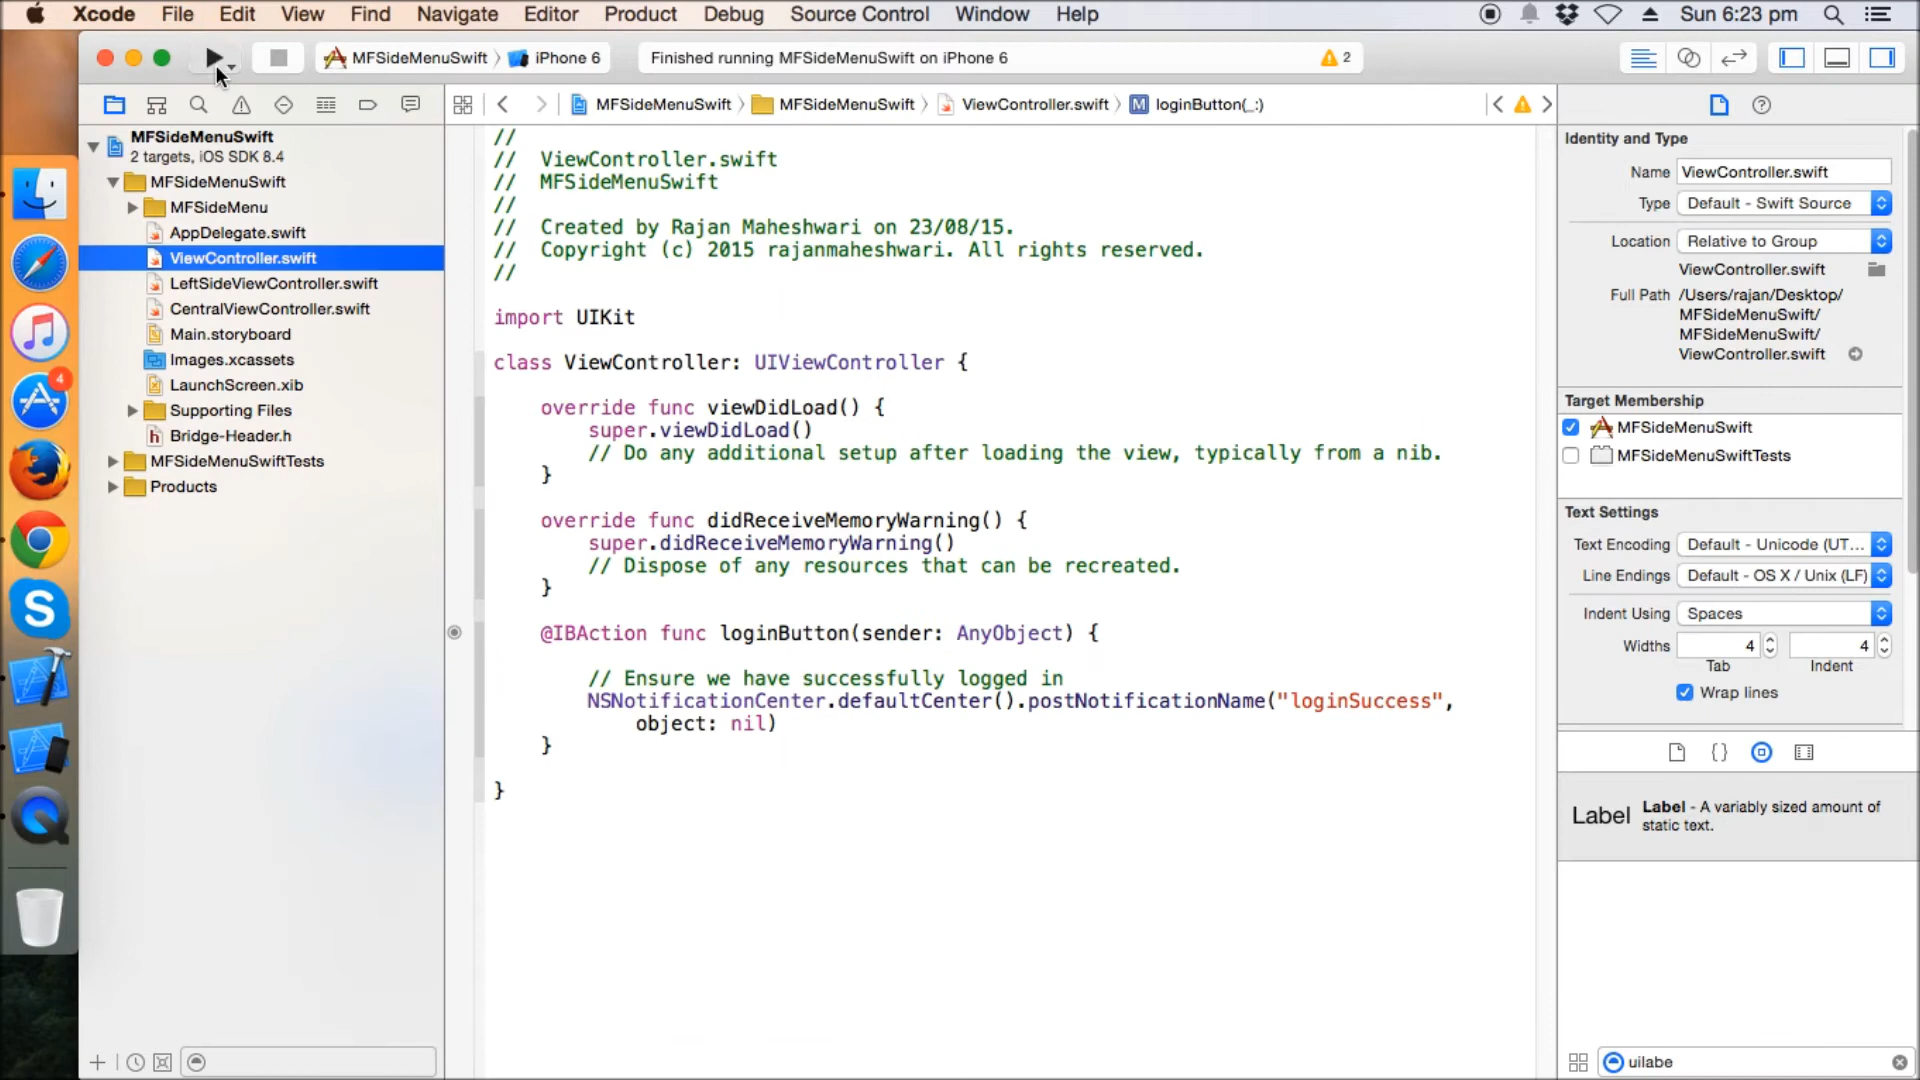 Xcode File Edit View Find Navigate Editor Product Debug Source Control Window Help Sun 6:23 pm
MFSideMenuSwift iPhone 6 Finished running MFSideMenuSwift on iPhone 6 2
MFSideMenuSwift MFSideMenuSwift ViewController.swift M loginButton(_:)
MFSideMenuSwift
2 targets, iOS SDK 8.4
MFSideMenuSwift
MFSideMenu
AppDelegate.swift
ViewController.swift
LeftSideViewController.swift
CentralViewController.swift
Main.storyboard
Images.xcassets
LaunchScreen.xib
Supporting Files
h Bridge-Header.h
MFSideMenuSwiftTests
Products
4
S
//
// ViewController.swift
// MFSideMenuSwift
//
// Created by Rajan Maheshwari on 23/08/15.
// Copyright (c) 2015 rajanmaheshwari. All rights reserved.
//
import UIKit
class ViewController: UIViewController {
override func viewDidLoad() {
super.viewDidLoad()
// Do any additional setup after loading the view, typically from a nib.
}
override func didReceiveMemoryWarning() {
super.didReceiveMemoryWarning()
// Dispose of any resources that can be recreated.
}
@IBAction func loginButton(sender: AnyObject) {
// Ensure we have successfully logged in
NSNotificationCenter.defaultCenter().postNotificationName("loginSuccess",
object: nil)
}
}
Identity and Type
Name ViewController.swift
Type Default - Swift Source
Location Relative to Group
ViewController.swift
Full Path /Users/rajan/Desktop/
MFSideMenuSwift/
MFSideMenuSwift/
ViewController.swift
Target Membership
MFSideMenuSwift
MFSideMenuSwiftTests
Text Settings
Text Encoding Default - Unicode (UT...
Line Endings Default - OS X / Unix (LF)
Indent Using Spaces
Widths 4 4
Tab Indent
Wrap lines
{}
Label Label - A variably sized amount of
static text.
uilabe